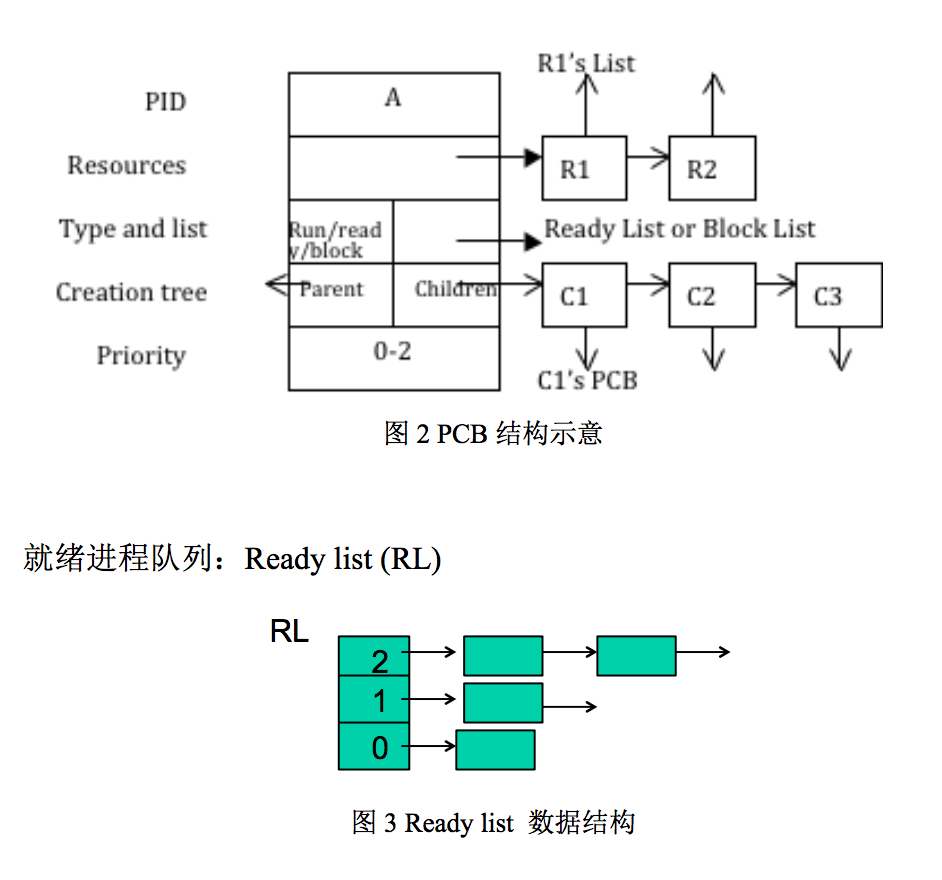 R1's List
PID A
Resources R1 R2
Type and list Run/read
y/block Ready List or Block List
Creation tree Parent Children C1 C2 C3
Priority 0-2
C1's PCB
图 2 PCB 结构示意
就绪进程队列：Ready list (RL)
RL
2
1
0
图 3 Ready list 数据结构